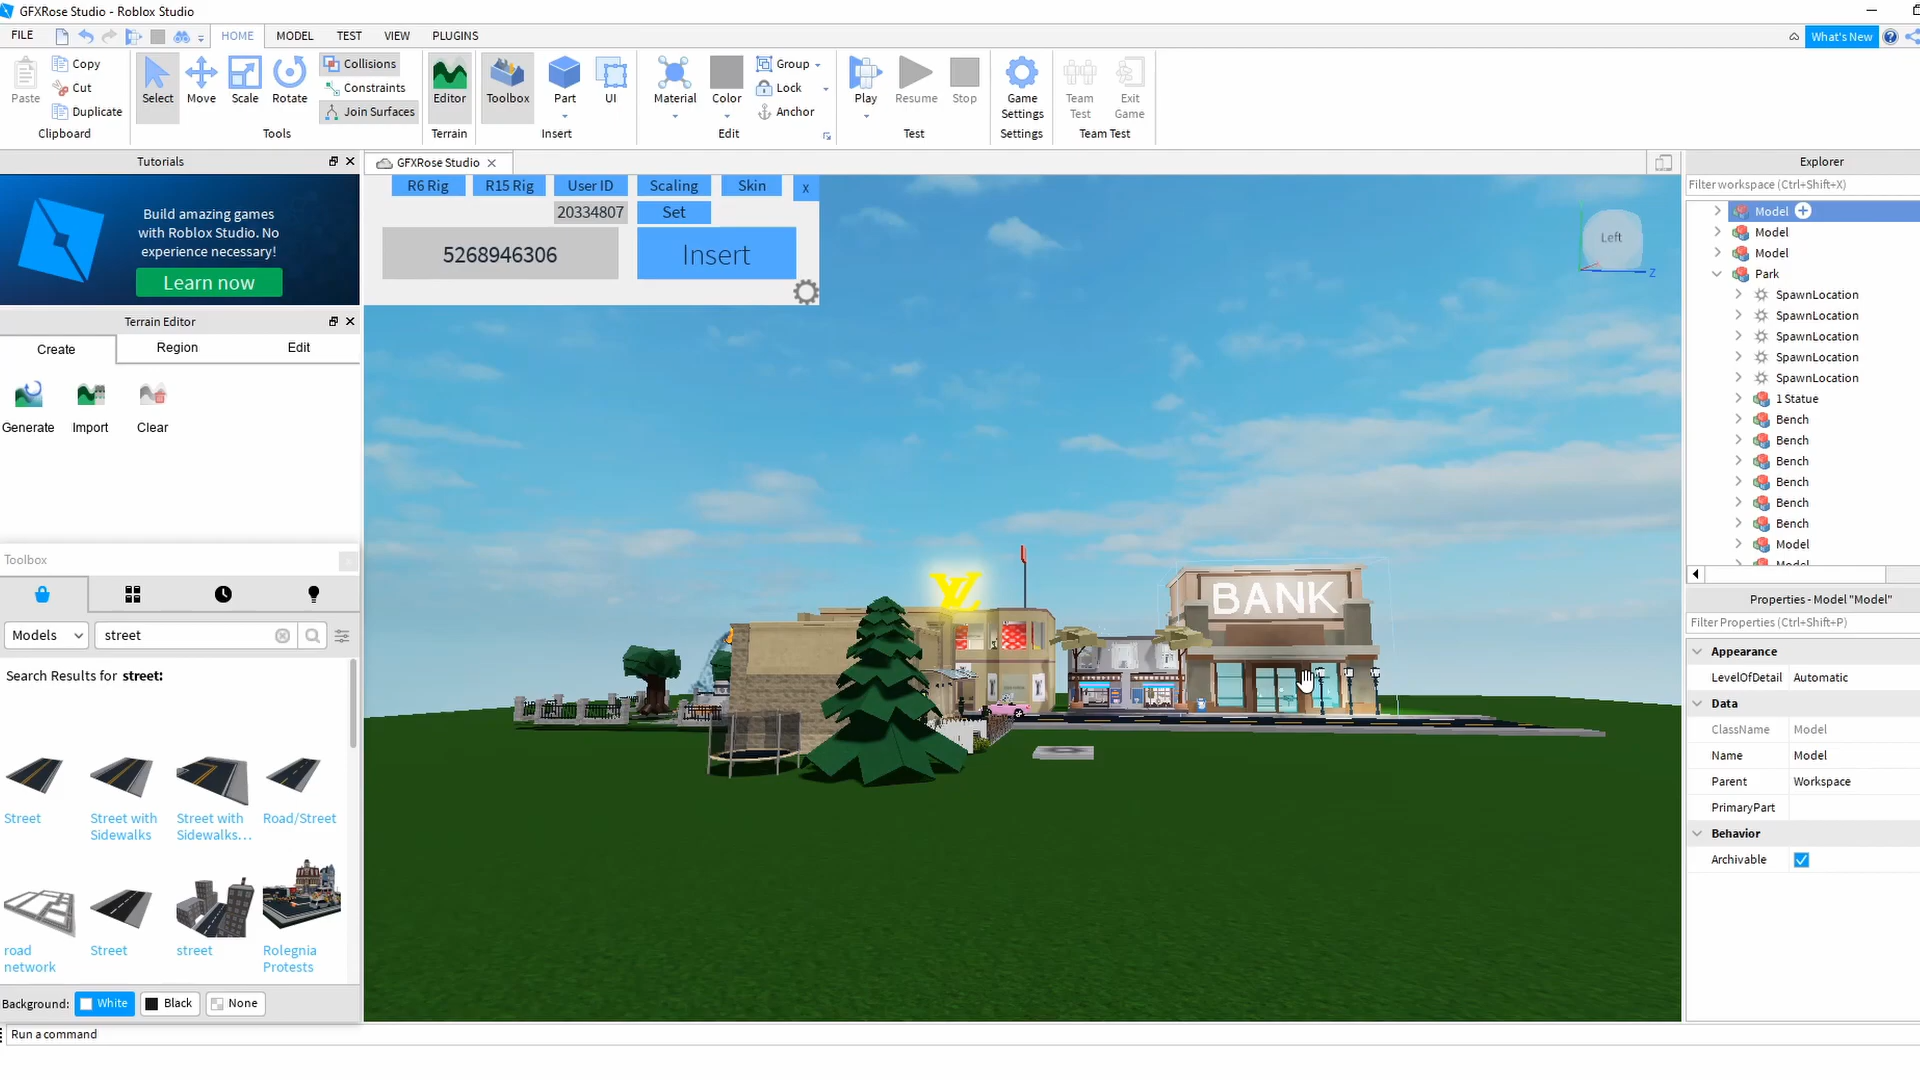 GFXRose Studio - Roblox Studio
FILE
HOME
MODEL
TEST
VIEW
PLUGINS
What's New
Paste
Copy
Cut
Duplicate
Clipboard
Select
Move
Scale
Rotate
Collisions
Constraints
Join Surfaces
Tools
Editor
Terrain
Toolbox
Part
UI
Insert
Material
Color
Group
Lock
Anchor
Edit
Play
Resume
Stop
Test
Game
Settings
Settings
Team
Test
Exit
Game
Team Test
Tutorials
Build amazing games
with Roblox Studio. No
experience necessary!
Learn now
Terrain Editor
Create
Region
Edit
Generate
Import
Clear
Toolbox
Models
street
Search Results for street:
Street
Street with
Sidewalks
Street with
Sidewalks...
Road/Street
road
network
Street
street
Rolegnia
Protests
Background:
White
Black
None
Run a command
GFXRose Studio
R6 Rig
R15 Rig
User ID
Scaling
Skin
x
20334807
Set
5268946306
Insert
Left
Z
BANK
Explorer
Filter workspace (Ctrl+Shift+X)
Model
Model
Model
Park
SpawnLocation
SpawnLocation
SpawnLocation
SpawnLocation
SpawnLocation
1 Statue
Bench
Bench
Bench
Bench
Bench
Bench
Model
Model
Properties - Model "Model"
Filter Properties (Ctrl+Shift+P)
Appearance
LevelOfDetail Automatic
Data
ClassName Model
Name Model
Parent Workspace
PrimaryPart
Behavior
Archivable